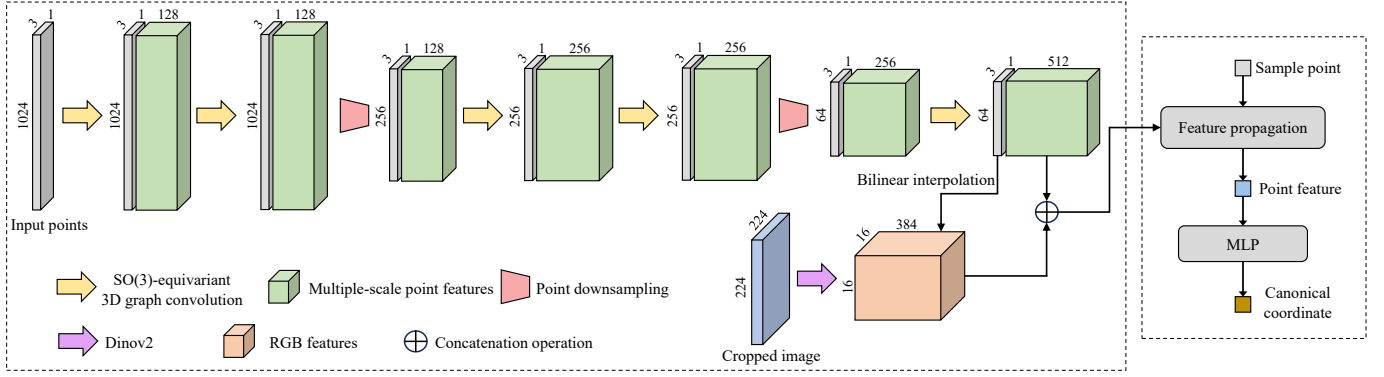 3 1
1024
Input points
3 1 128
1024
3 1 128
1024
3 1 128
256
3 1 256
256
3 1 256
256
3 1 256
64
3 1 512
64
Bilinear interpolation
224
224
Cropped image
16 384
16
SO(3)-equivariant
3D graph convolution
Multiple-scale point features
Point downsampling
Dinov2
RGB features
Concatenation operation
Sample point
Feature propagation
Point feature
MLP
Canonical
coordinate